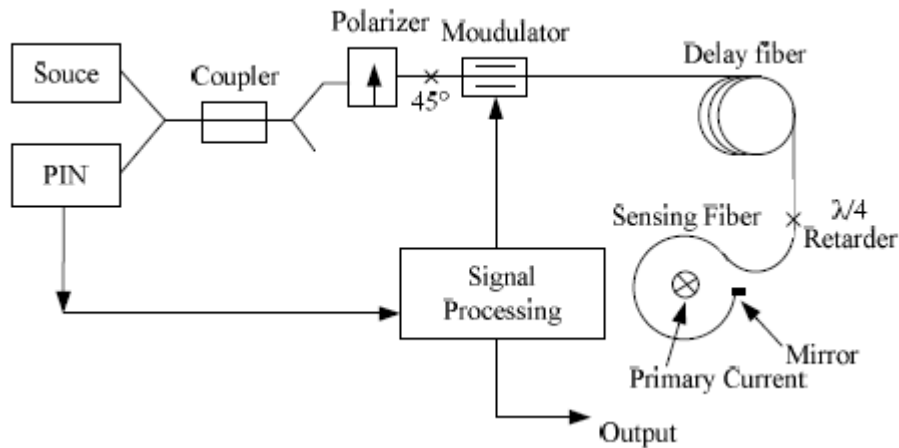 Souce
Coupler
Polarizer
45°
Moudulator
Delay fiber
PIN
Sensing Fiber
λ/4
Retarder
Signal
Processing
Mirror
Primary Current
Output